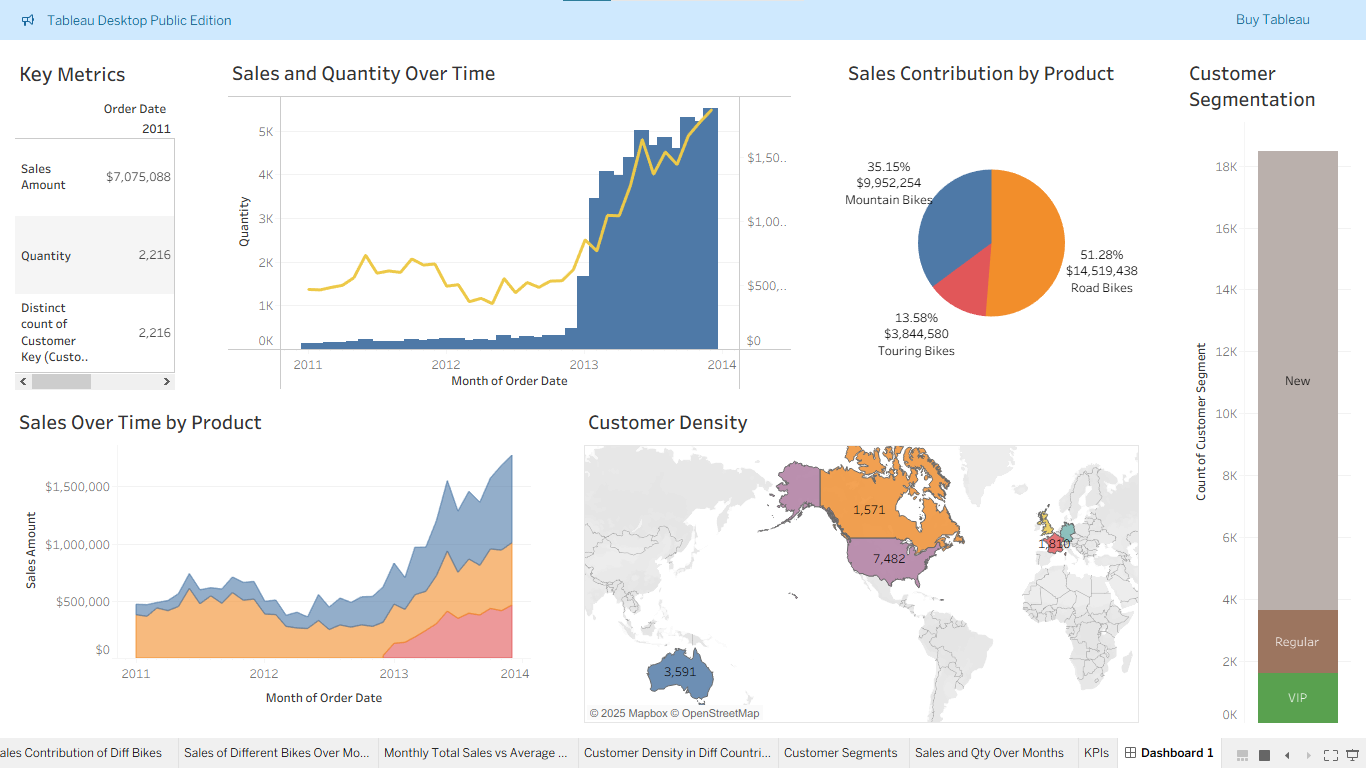 Tableau Desktop Public Edition
Buy Tableau
Key Metrics
Order Date
2011
Sales
Amount
$7,075,088
Quantity
2,216
Distinct
count of
Customer
Key (Custo..
2,216
Sales and Quantity Over Time
Quantity
5K
4K
3K
2K
1K
0K
$1,50..
$1,00..
$500,..
$0
2011
2012
2013
2014
Month of Order Date
Sales Contribution by Product
35.15%
$9,952,254
Mountain Bikes
51.28%
$14,519,438
Road Bikes
13.58%
$3,844,580
Touring Bikes
Customer
Segmentation
Count of Customer Segment
18K
16K
14K
12K
10K
8K
6K
4K
2K
0K
New
Regular
VIP
Sales Over Time by Product
Sales Amount
$1,500,000
$1,000,000
$500,000
$0
2011
2012
2013
2014
Month of Order Date
Customer Density
1,571
7,482
1,810
3,591
© 2025 Mapbox © OpenStreetMap
ales Contribution of Diff Bikes
Sales of Different Bikes Over Mo...
Monthly Total Sales vs Average ...
Customer Density in Diff Countri...
Customer Segments
Sales and Qty Over Months
KPIs
Dashboard 1